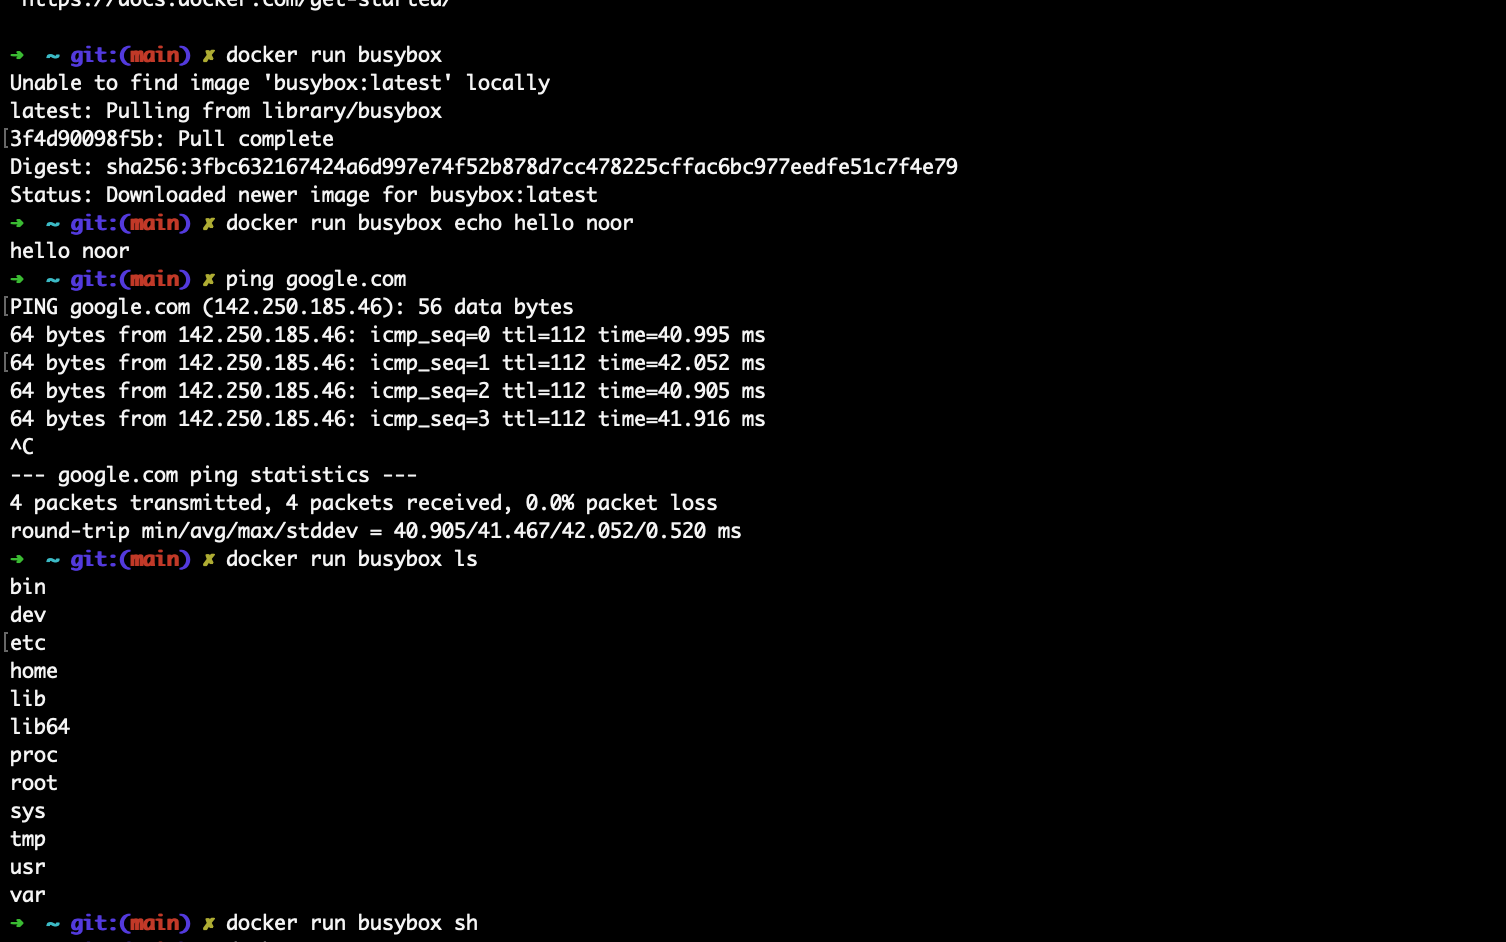 https://docs.docker.com/get-started/
➜  ~ git:(main) ✗ docker run busybox
Unable to find image 'busybox:latest' locally
latest: Pulling from library/busybox
3f4d90098f5b: Pull complete
Digest: sha256:3fbc632167424a6d997e74f52b878d7cc478225cffac6bc977eedfe51c7f4e79
Status: Downloaded newer image for busybox:latest
➜  ~ git:(main) ✗ docker run busybox echo hello noor
hello noor
➜  ~ git:(main) ✗ ping google.com
PING google.com (142.250.185.46): 56 data bytes
64 bytes from 142.250.185.46: icmp_seq=0 ttl=112 time=40.995 ms
64 bytes from 142.250.185.46: icmp_seq=1 ttl=112 time=42.052 ms
64 bytes from 142.250.185.46: icmp_seq=2 ttl=112 time=40.905 ms
64 bytes from 142.250.185.46: icmp_seq=3 ttl=112 time=41.916 ms
^C
--- google.com ping statistics ---
4 packets transmitted, 4 packets received, 0.0% packet loss
round-trip min/avg/max/stddev = 40.905/41.467/42.052/0.520 ms
➜  ~ git:(main) ✗ docker run busybox ls
bin
dev
etc
home
lib
lib64
proc
root
sys
tmp
usr
var
➜  ~ git:(main) ✗ docker run busybox sh